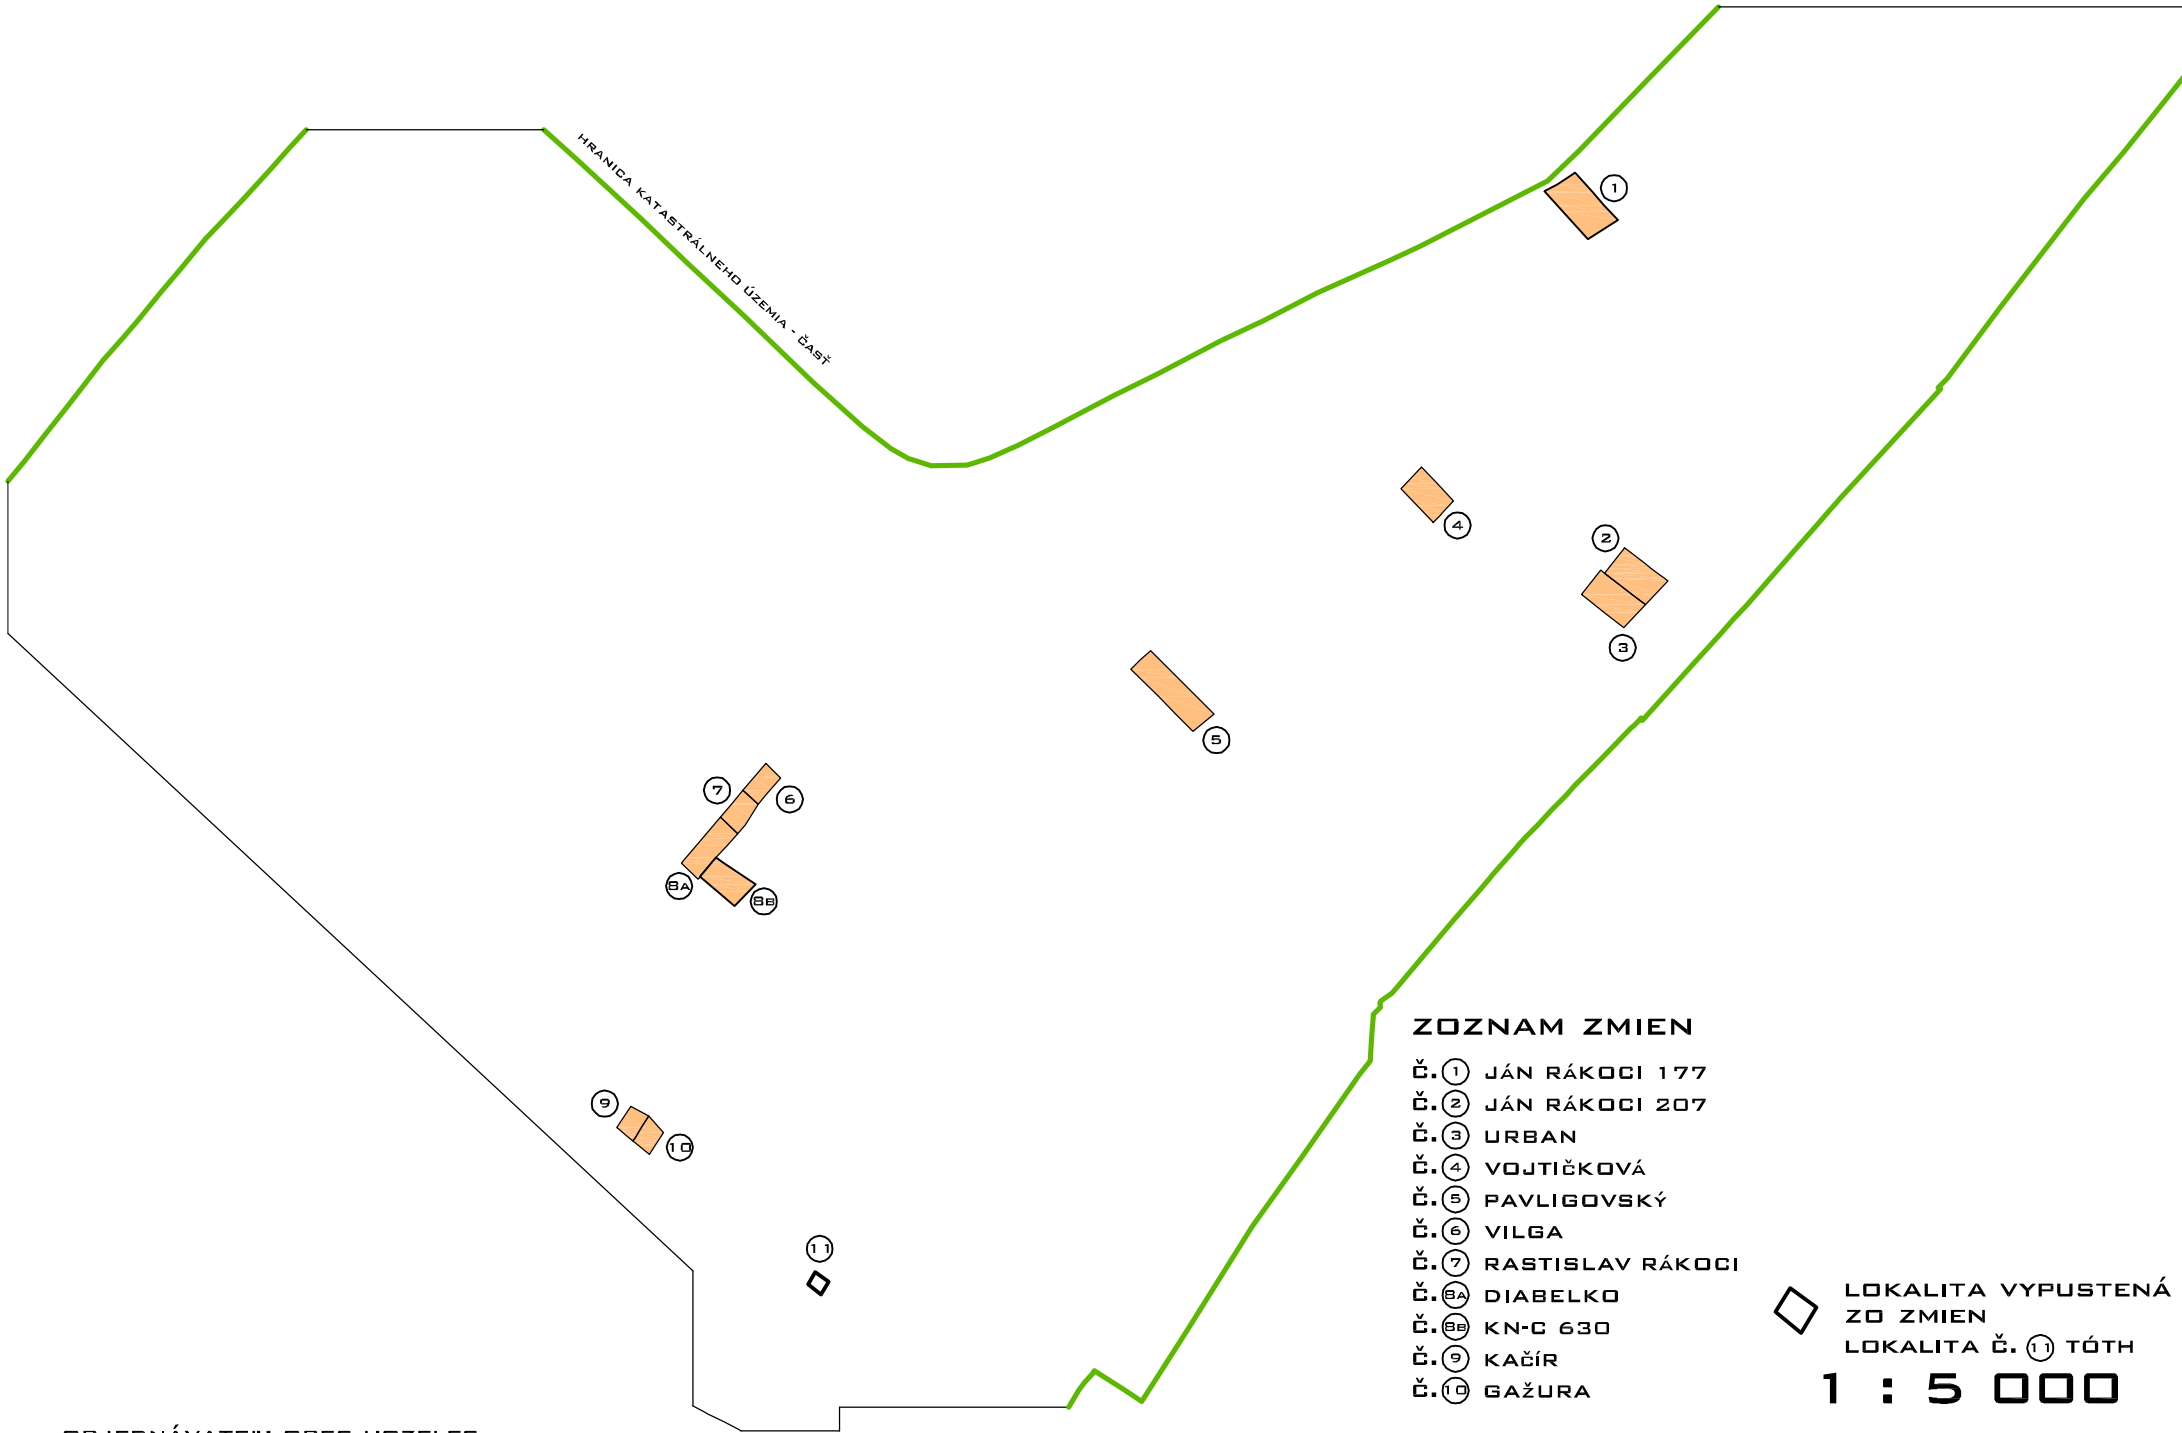 HRANICA KATASTRÁLNEHO ÚZEMIA - ČASŤ
1
4
2
3
5
7
6
8A
8B
9
10
11
ZOZNAM ZMIEN
Č. 1 JÁN RÁKOCI 177
Č. 2 JÁN RÁKOCI 207
Č. 3 URBAN
Č. 4 VOJTIČKOVÁ
Č. 5 PAVLIGOVSKÝ
Č. 6 VILGA
Č. 7 RASTISLAV RÁKOCI
Č. 8A DIABELKO
Č. 8B KN-C 630
Č. 9 KAČÍR
Č. 10 GAŽURA
LOKALITA VYPUSTENÁ
ZO ZMIEN
LOKALITA Č. 11 TÓTH
1 : 5 000